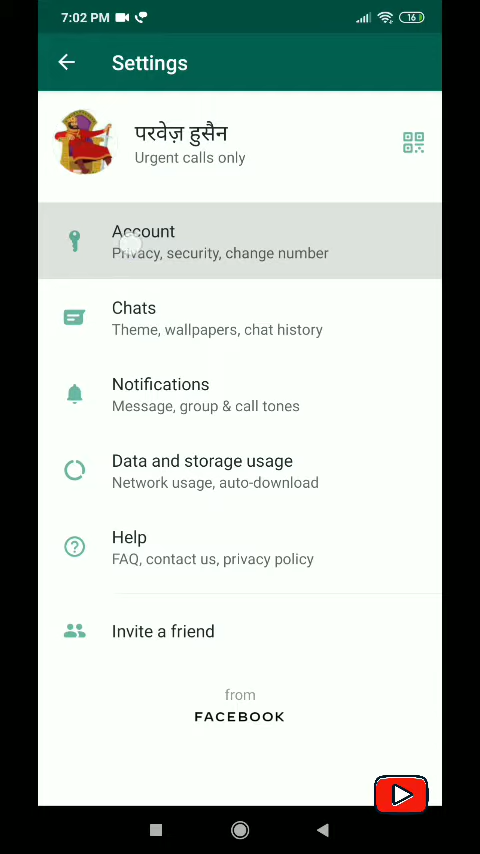 7:02 PM
16
Settings
परवेज़ हुसैन
Urgent calls only
Account
Privacy, security, change number
Chats
Theme, wallpapers, chat history
Notifications
Message, group & call tones
Data and storage usage
Network usage, auto-download
Help
FAQ, contact us, privacy policy
Invite a friend
from
FACEBOOK